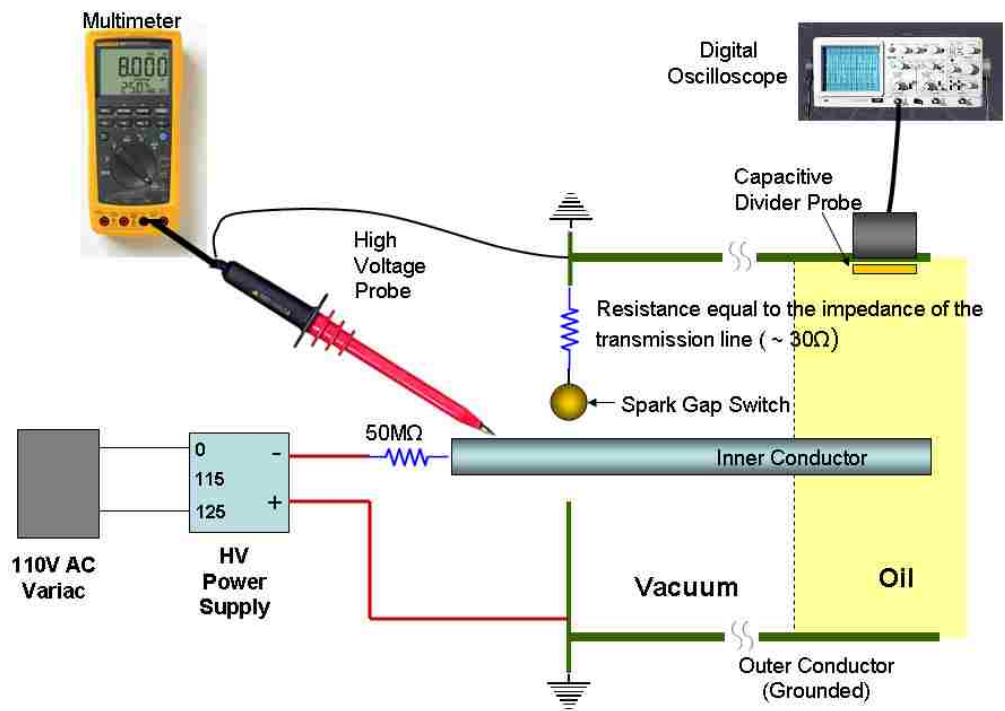 Multimeter
8.000
Digital
Oscilloscope
Capacitive
Divider Probe
High
Voltage
Probe
Resistance equal to the impedance of the
transmission line ( ~ 30Ω)
Spark Gap Switch
50MΩ
Inner Conductor
0
115
125
-
+
110V AC
Variac
HV
Power
Supply
Vacuum
Oil
Outer Conductor
(Grounded)